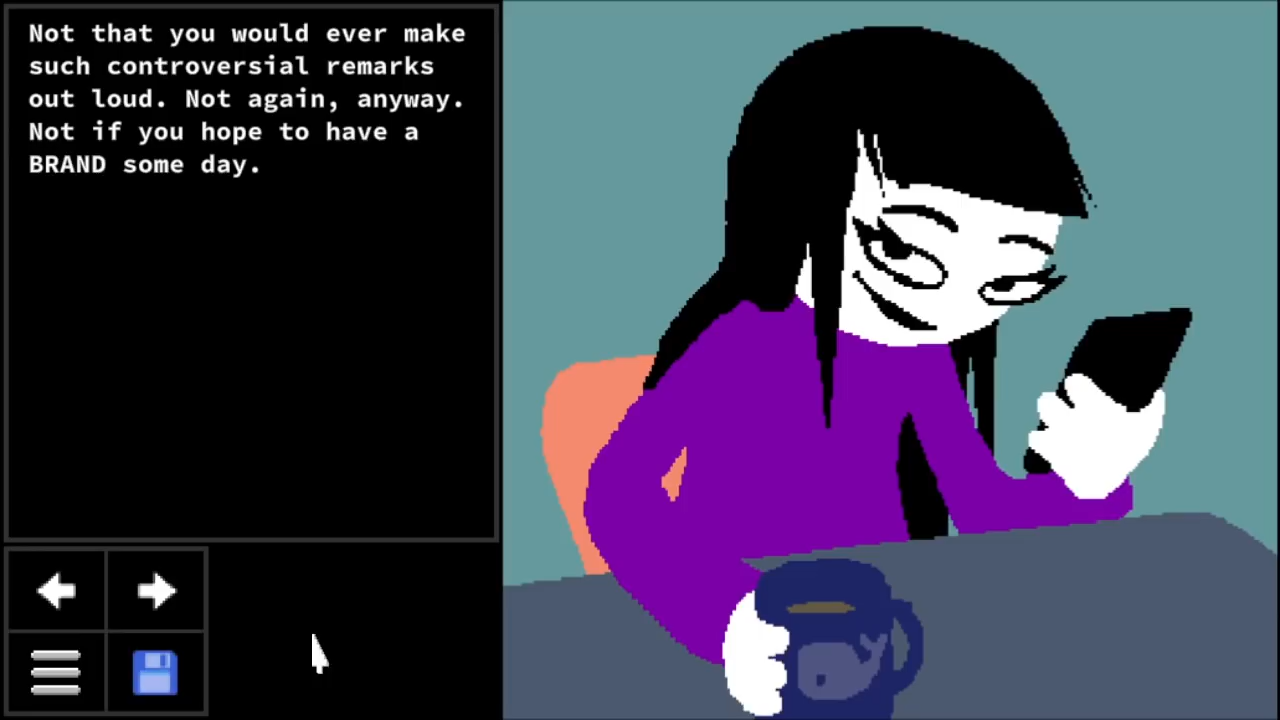 Not that you would ever make
such controversial remarks
out loud. Not again, anyway.
Not if you hope to have a
BRAND some day.